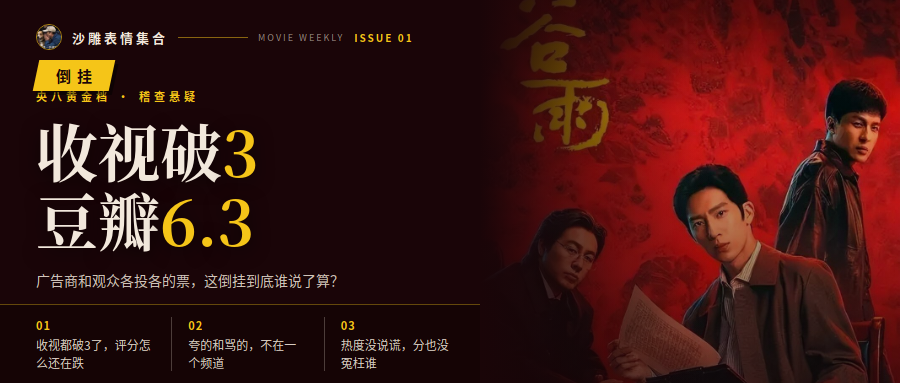 沙雕表情集合 MOVIE WEEKLY ISSUE 01
倒挂
央八黄金档 · 稽查悬疑
收视破3
豆瓣6.3
广告商和观众各投各的票，这倒挂到底谁说了算？
01
收视都破3了，评分怎
么还在跌
02
夸的和骂的，不在一
个频道
03
热度没说谎，分也没
冤枉谁
谷
雨